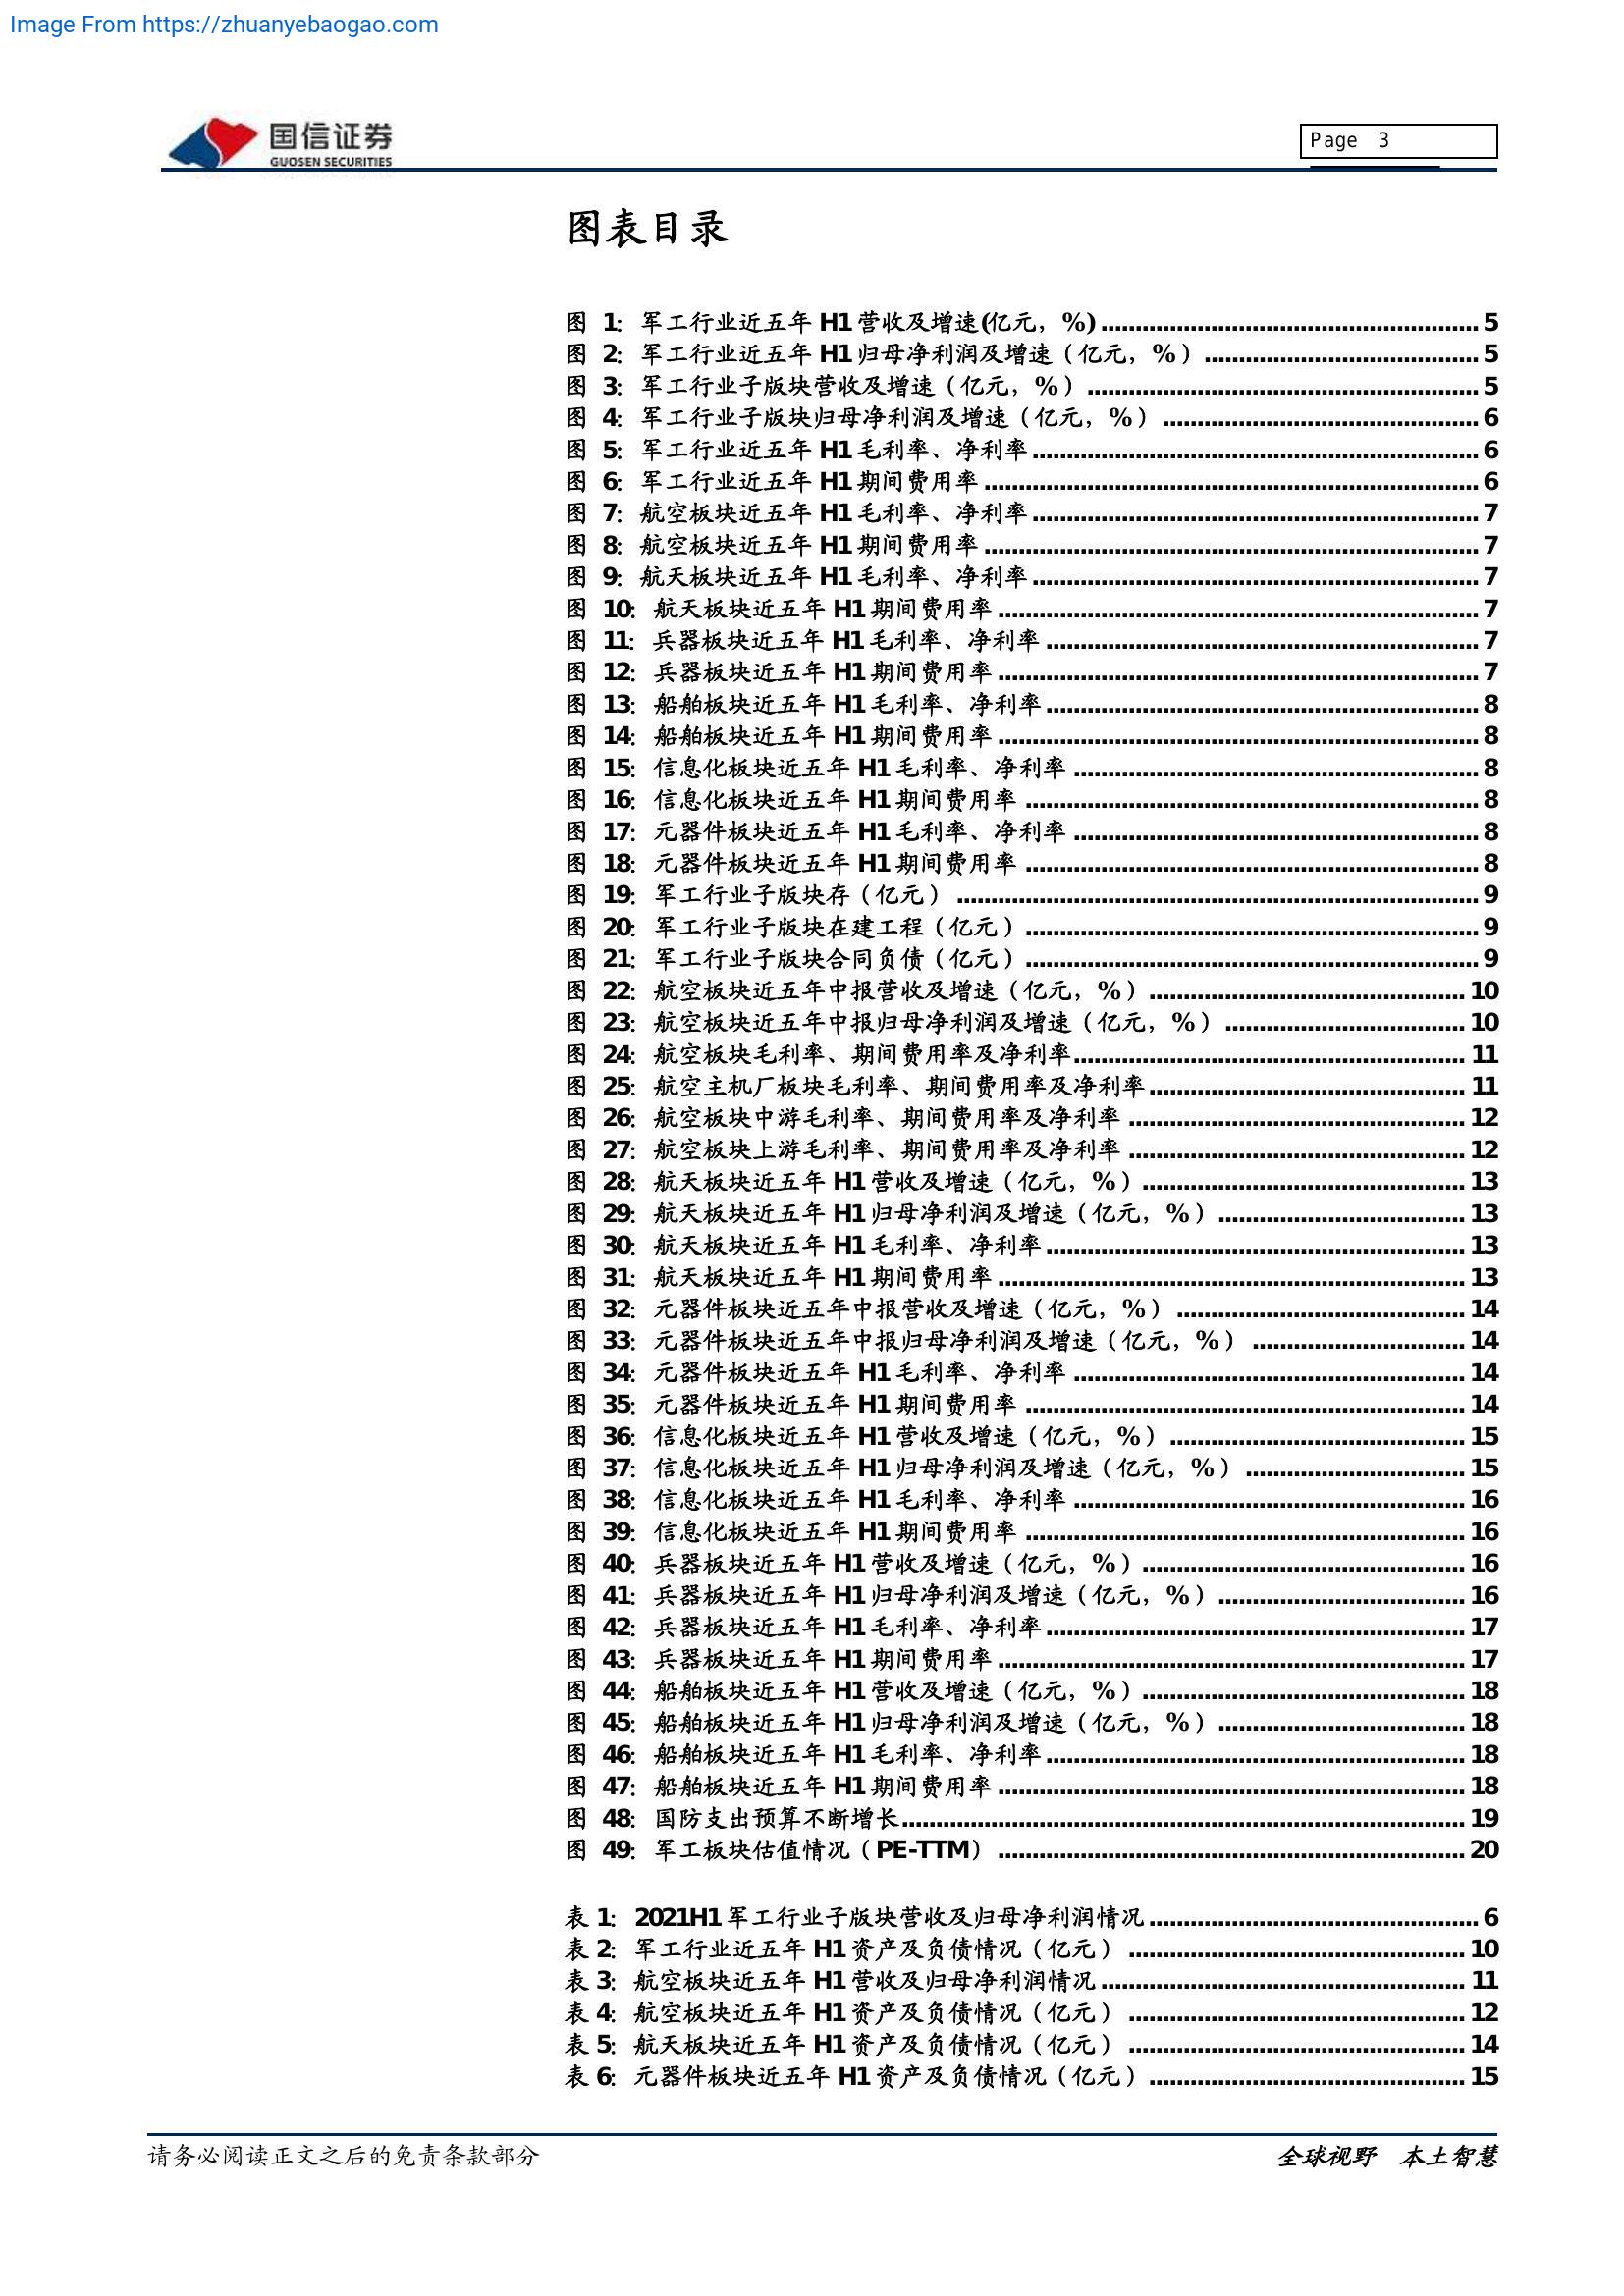 Image From https://zhuanyebaogao.com
国信证券
GUOSEN SECURITIES
Page 3
图表目录
图 1: 军工行业近五年 H1 营收及增速(亿元，%)...... 5
图 2: 军工行业近五年 H1 归母净利润及增速（亿元，%）...... 5
图 3: 军工行业子版块营收及增速（亿元，%）...... 5
图 4: 军工行业子版块归母净利润及增速（亿元，%）...... 6
图 5: 军工行业近五年 H1 毛利率、净利率...... 6
图 6: 军工行业近五年 H1 期间费用率...... 6
图 7: 航空板块近五年 H1 毛利率、净利率...... 7
图 8: 航空板块近五年 H1 期间费用率...... 7
图 9: 航天板块近五年 H1 毛利率、净利率...... 7
图 10: 航天板块近五年 H1 期间费用率...... 7
图 11: 兵器板块近五年 H1 毛利率、净利率...... 7
图 12: 兵器板块近五年 H1 期间费用率...... 7
图 13: 船舶板块近五年 H1 毛利率、净利率...... 8
图 14: 船舶板块近五年 H1 期间费用率...... 8
图 15: 信息化板块近五年 H1 毛利率、净利率...... 8
图 16: 信息化板块近五年 H1 期间费用率...... 8
图 17: 元器件板块近五年 H1 毛利率、净利率...... 8
图 18: 元器件板块近五年 H1 期间费用率...... 8
图 19: 军工行业子版块存（亿元）...... 9
图 20: 军工行业子版块在建工程（亿元）...... 9
图 21: 军工行业子版块合同负债（亿元）...... 9
图 22: 航空板块近五年中报营收及增速（亿元，%）...... 10
图 23: 航空板块近五年中报归母净利润及增速（亿元，%）...... 10
图 24: 航空板块毛利率、期间费用率及净利率...... 11
图 25: 航空主机厂板块毛利率、期间费用率及净利率...... 11
图 26: 航空板块中游毛利率、期间费用率及净利率...... 12
图 27: 航空板块上游毛利率、期间费用率及净利率...... 12
图 28: 航天板块近五年 H1 营收及增速（亿元，%）...... 13
图 29: 航天板块近五年 H1 归母净利润及增速（亿元，%）...... 13
图 30: 航天板块近五年 H1 毛利率、净利率...... 13
图 31: 航天板块近五年 H1 期间费用率...... 13
图 32: 元器件板块近五年中报营收及增速（亿元，%）...... 14
图 33: 元器件板块近五年中报归母净利润及增速（亿元，%）...... 14
图 34: 元器件板块近五年 H1 毛利率、净利率...... 14
图 35: 元器件板块近五年 H1 期间费用率...... 14
图 36: 信息化板块近五年 H1 营收及增速（亿元，%）...... 15
图 37: 信息化板块近五年 H1 归母净利润及增速（亿元，%）...... 15
图 38: 信息化板块近五年 H1 毛利率、净利率...... 16
图 39: 信息化板块近五年 H1 期间费用率...... 16
图 40: 兵器板块近五年 H1 营收及增速（亿元，%）...... 16
图 41: 兵器板块近五年 H1 归母净利润及增速（亿元，%）...... 16
图 42: 兵器板块近五年 H1 毛利率、净利率...... 17
图 43: 兵器板块近五年 H1 期间费用率...... 17
图 44: 船舶板块近五年 H1 营收及增速（亿元，%）...... 18
图 45: 船舶板块近五年 H1 归母净利润及增速（亿元，%）...... 18
图 46: 船舶板块近五年 H1 毛利率、净利率...... 18
图 47: 船舶板块近五年 H1 期间费用率...... 18
图 48: 国防支出预算不断增长...... 19
图 49: 军工板块估值情况（PE-TTM）...... 20
表 1: 2021H1 军工行业子版块营收及归母净利润情况...... 6
表 2: 军工行业近五年 H1 资产及负债情况（亿元）...... 10
表 3: 航空板块近五年 H1 营收及归母净利润情况...... 11
表 4: 航空板块近五年 H1 资产及负债情况（亿元）...... 12
表 5: 航天板块近五年 H1 资产及负债情况（亿元）...... 14
表 6: 元器件板块近五年 H1 资产及负债情况（亿元）...... 15
请务必阅读正文之后的免责条款部分
全球视野 本土智慧